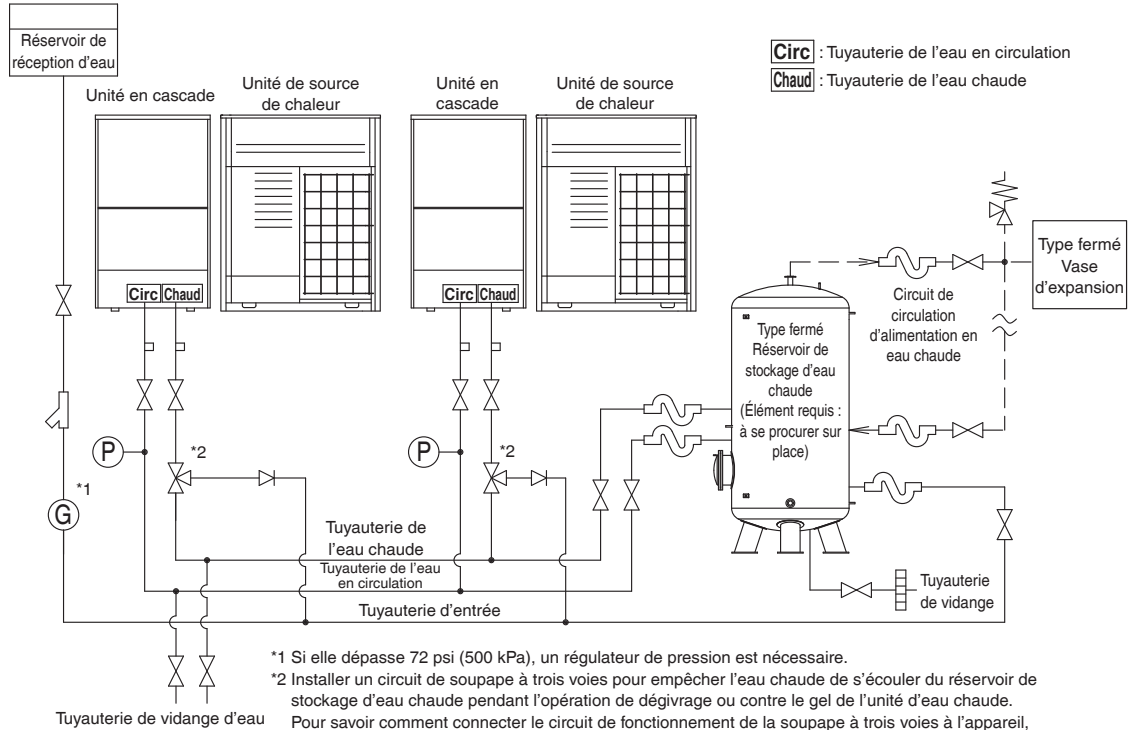 Réservoir de
réception d'eau
Circ : Tuyauterie de l'eau en circulation
Chaud : Tuyauterie de l'eau chaude
Unité en cascade
Unité de source
de chaleur
Unité en
cascade
Unité de source
de chaleur
Circ Chaud
Circ Chaud
Type fermé
Vase
d'expansion
Circuit de
circulation
d'alimentation en
eau chaude
Type fermé
Réservoir de
stockage d'eau
chaude
(Élément requis :
à se procurer sur
place)
P
*2
P
*2
*1
G
Tuyauterie de
l'eau chaude
Tuyauterie de l'eau
en circulation
Tuyauterie d'entrée
Tuyauterie
de vidange
Tuyauterie de vidange d'eau
*1 Si elle dépasse 72 psi (500 kPa), un régulateur de pression est nécessaire.
*2 Installer un circuit de soupape à trois voies pour empêcher l'eau chaude de s'écouler du réservoir de
stockage d'eau chaude pendant l'opération de dégivrage ou contre le gel de l'unité d'eau chaude.
Pour savoir comment connecter le circuit de fonctionnement de la soupape à trois voies à l'appareil,